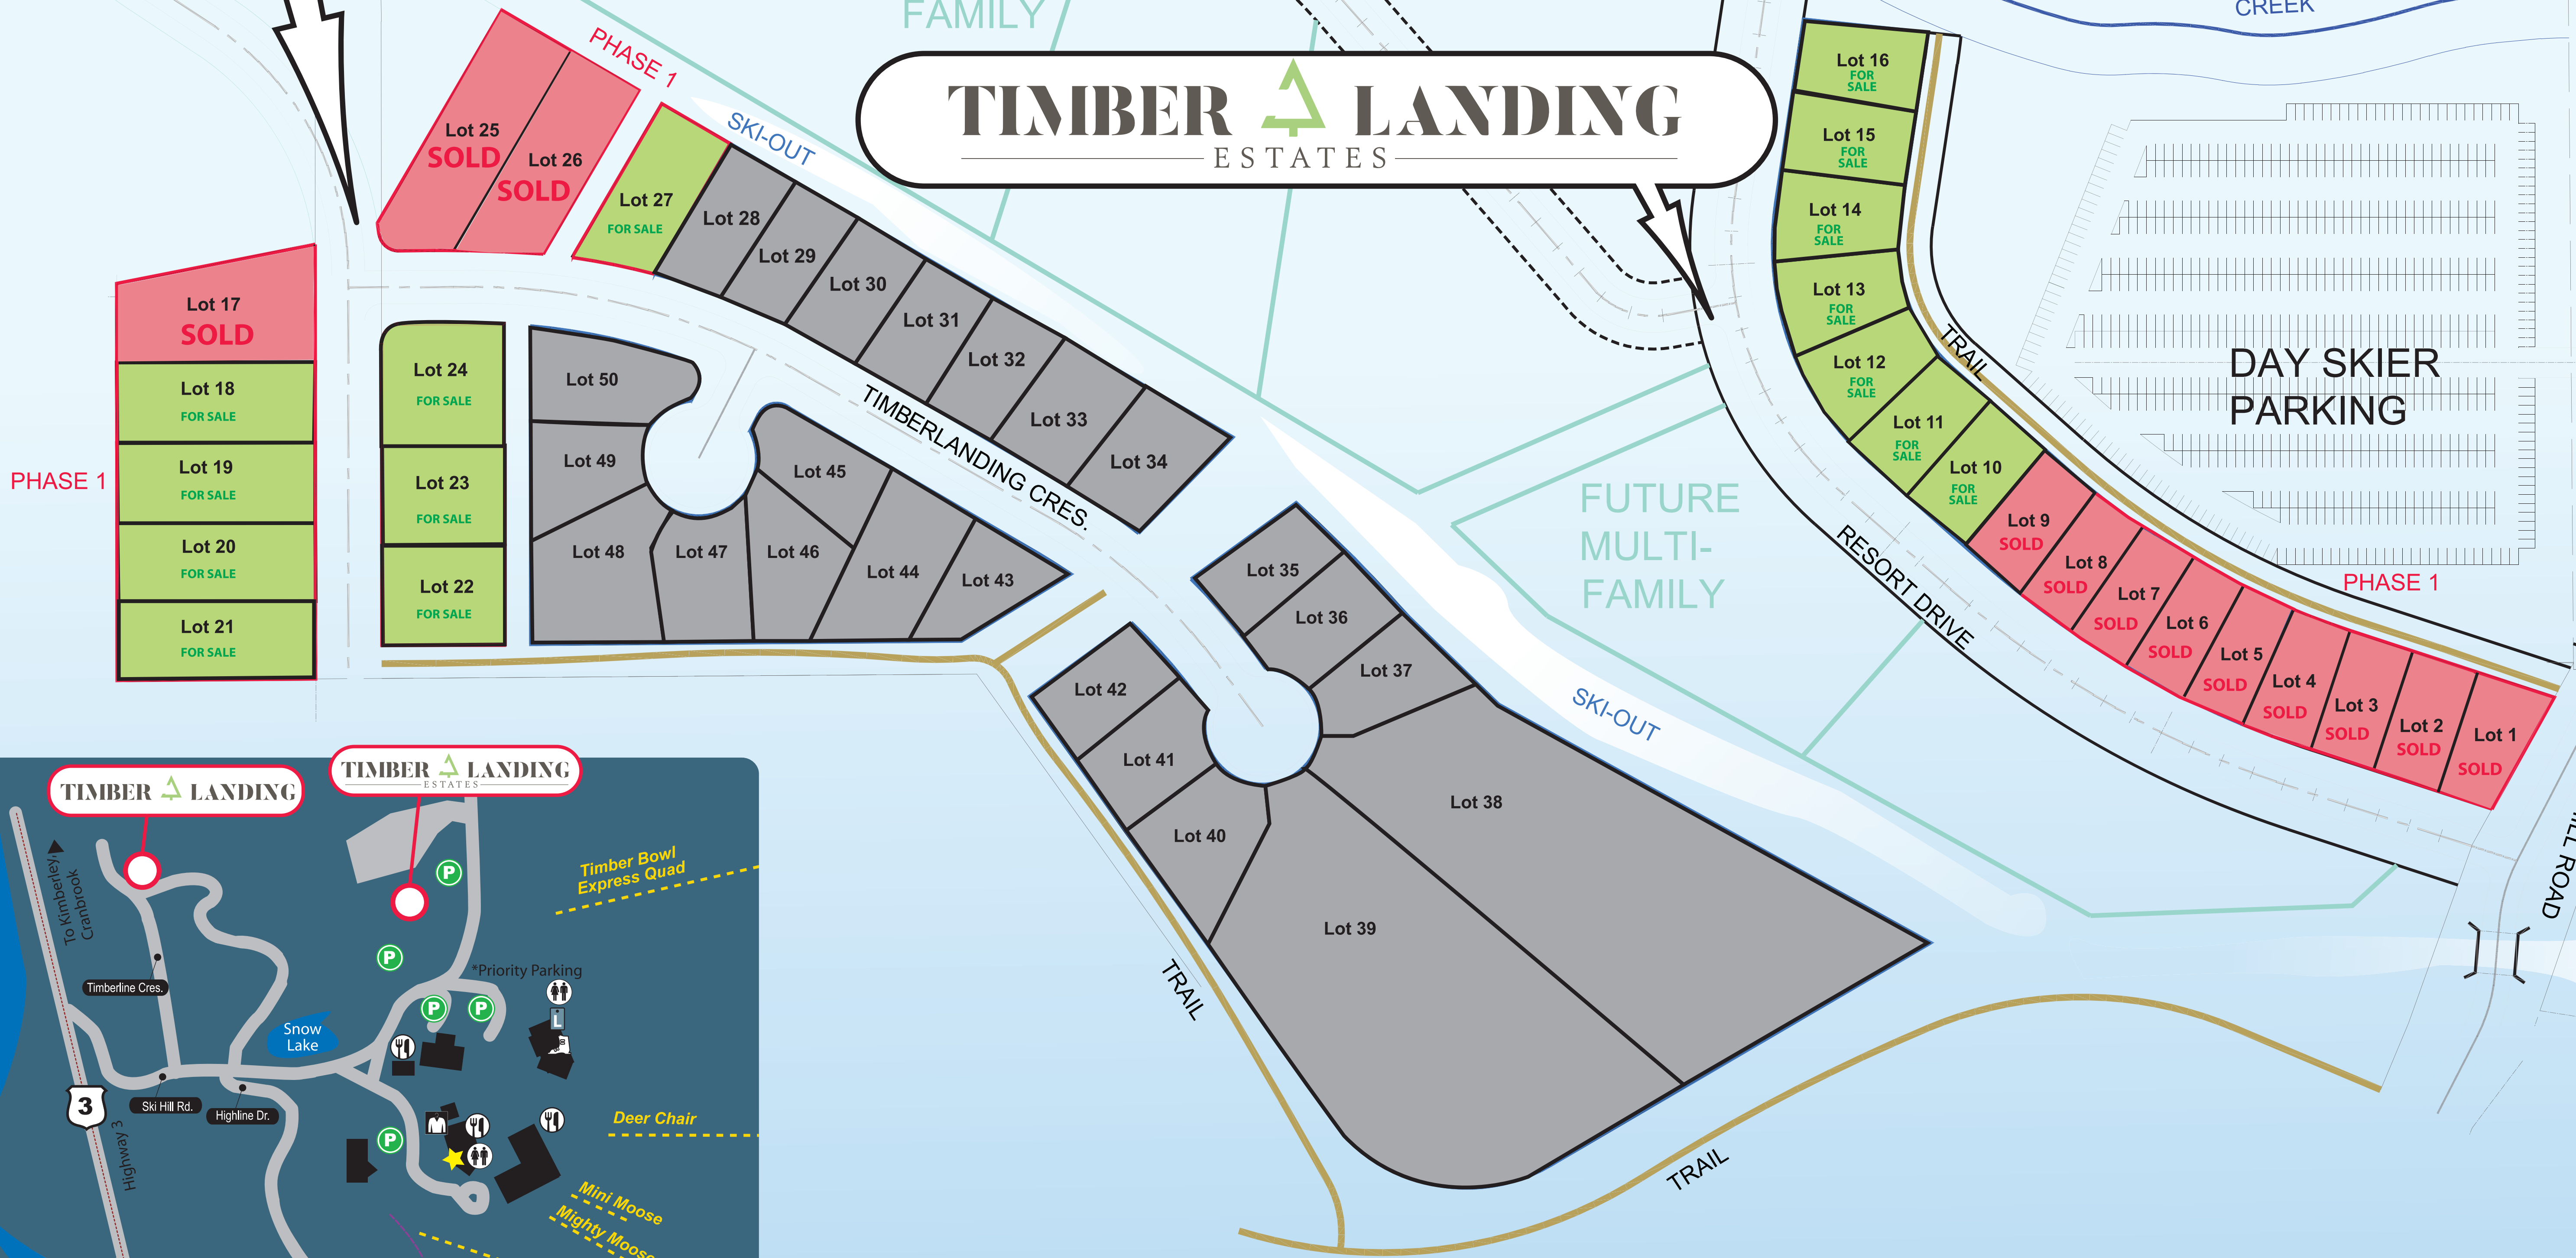 FAMILY
CREEK
PHASE 1
SKI-OUT
TIMBER LANDING
ESTATES
Lot 25
SOLD
Lot 26
SOLD
Lot 27
FOR SALE
Lot 28
Lot 29
Lot 30
Lot 31
Lot 32
Lot 33
Lot 34
Lot 17
SOLD
Lot 18
FOR SALE
Lot 19
FOR SALE
Lot 20
FOR SALE
Lot 21
FOR SALE
PHASE 1
Lot 24
FOR SALE
Lot 23
FOR SALE
Lot 22
FOR SALE
Lot 50
Lot 49
Lot 48
Lot 47
Lot 46
Lot 45
Lot 44
Lot 43
TIMBERLANDING CRES.
Lot 35
Lot 36
Lot 37
Lot 38
Lot 39
Lot 40
Lot 41
Lot 42
TRAIL
TRAIL
SKI-OUT
FUTURE
MULTI-
FAMILY
Lot 16
FOR
SALE
Lot 15
FOR
SALE
Lot 14
FOR
SALE
Lot 13
FOR
SALE
Lot 12
FOR
SALE
Lot 11
FOR
SALE
Lot 10
FOR
SALE
Lot 9
SOLD
Lot 8
SOLD
Lot 7
SOLD
Lot 6
SOLD
Lot 5
SOLD
Lot 4
SOLD
Lot 3
SOLD
Lot 2
SOLD
Lot 1
SOLD
TRAIL
RESORT DRIVE
DAY SKIER
PARKING
PHASE 1
ROAD
TIMBER LANDING
TIMBER LANDING
ESTATES
To Kimberley,
Cranbrook
Timber Bowl
Express Quad
P
P
*Priority Parking
P
P
L
Timberline Cres.
Snow
Lake
3
Ski Hill Rd.
Highline Dr.
Highway 3
P
Deer Chair
Mini Moose
Mighty Moose